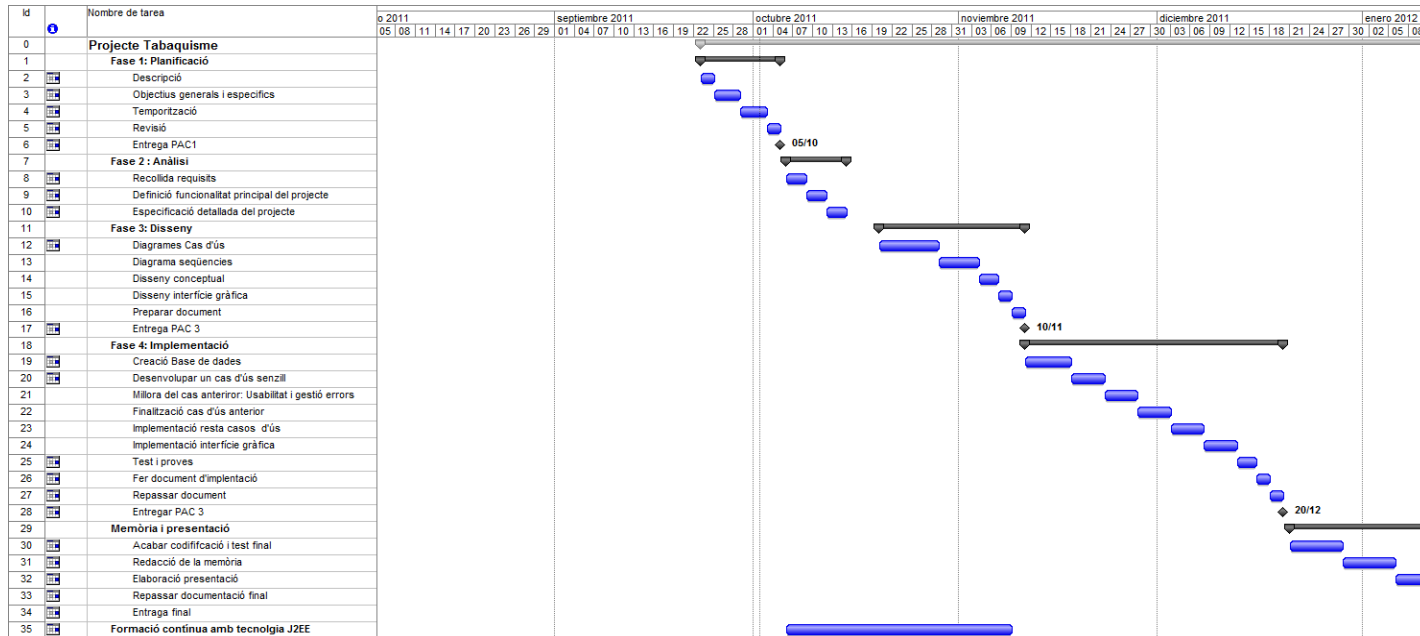 Id Nombre de tarea
o 2011 septiembre 2011 octubre 2011 noviembre 2011 diciembre 2011 enero 2012
05 08 11 14 17 20 23 26 29 01 04 07 10 13 16 19 22 25 28 01 04 07 10 13 16 19 22 25 28 31 03 06 09 12 15 18 21 24 27 30 03 06 09 12 15 18 21 24 27 30 02 05 08
0 Projecte Tabaquisme
1 Fase 1: Planificació
2 Descripció
3 Objectius generals i especifics
4 Temporització
5 Revisió
6 Entrega PAC1 05/10
7 Fase 2 : Anàlisi
8 Recollida requisits
9 Definició funcionalitat principal del projecte
10 Especificació detallada del projecte
11 Fase 3: Disseny
12 Diagrames Cas d'ús
13 Diagrama seqüencies
14 Disseny conceptual
15 Disseny interfície gràfica
16 Preparar document
17 Entrega PAC 3 10/11
18 Fase 4: Implementació
19 Creació Base de dades
20 Desenvolupar un cas d'ús senzill
21 Millora del cas anteriror: Usabilitat i gestió errors
22 Finalització cas d'ús anterior
23 Implementació resta casos d'ús
24 Implementació interfície gràfica
25 Test i proves
26 Fer document d'implentació
27 Repassar document
28 Entregar PAC 3 20/12
29 Memòria i presentació
30 Acabar codififcació i test final
31 Redacció de la memòria
32 Elaboració presentació
33 Repassar documentació final
34 Entraga final
35 Formació contínua amb tecnolgia J2EE